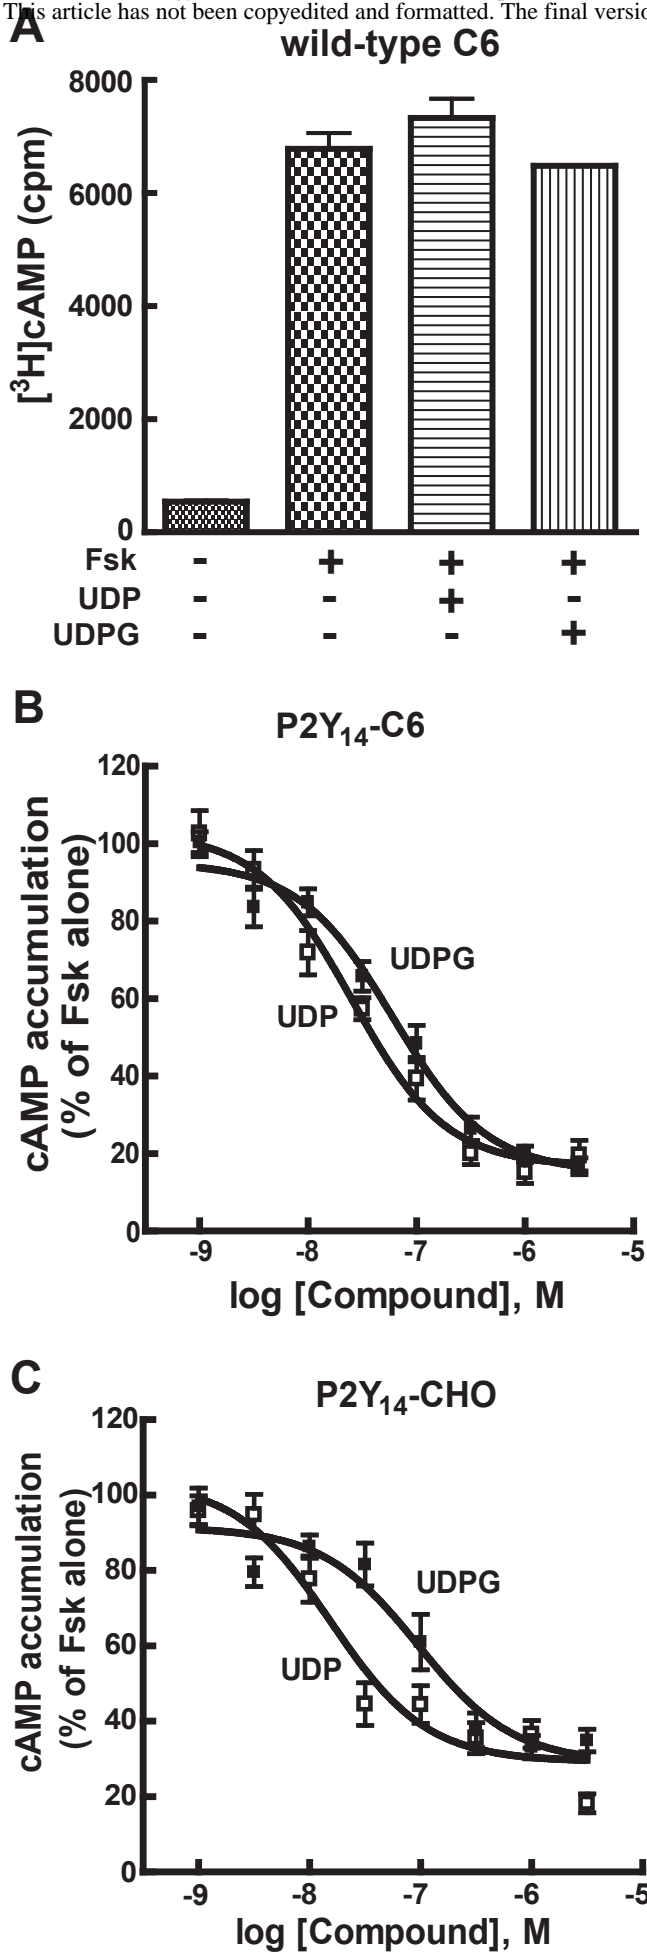 This article has not been copyedited and formatted. The final versio
A
wild-type C6
[³H]cAMP (cpm)
8000
6000
4000
2000
0
Fsk - + + +
UDP - - + -
UDPG - - - +
B
P2Y₁₄-C6
cAMP accumulation
(% of Fsk alone)
120
100
80
60
40
20
0
UDPG
UDP
-9 -8 -7 -6 -5
log [Compound], M
C
P2Y₁₄-CHO
cAMP accumulation
(% of Fsk alone)
120
100
80
60
40
20
0
UDPG
UDP
-9 -8 -7 -6 -5
log [Compound], M